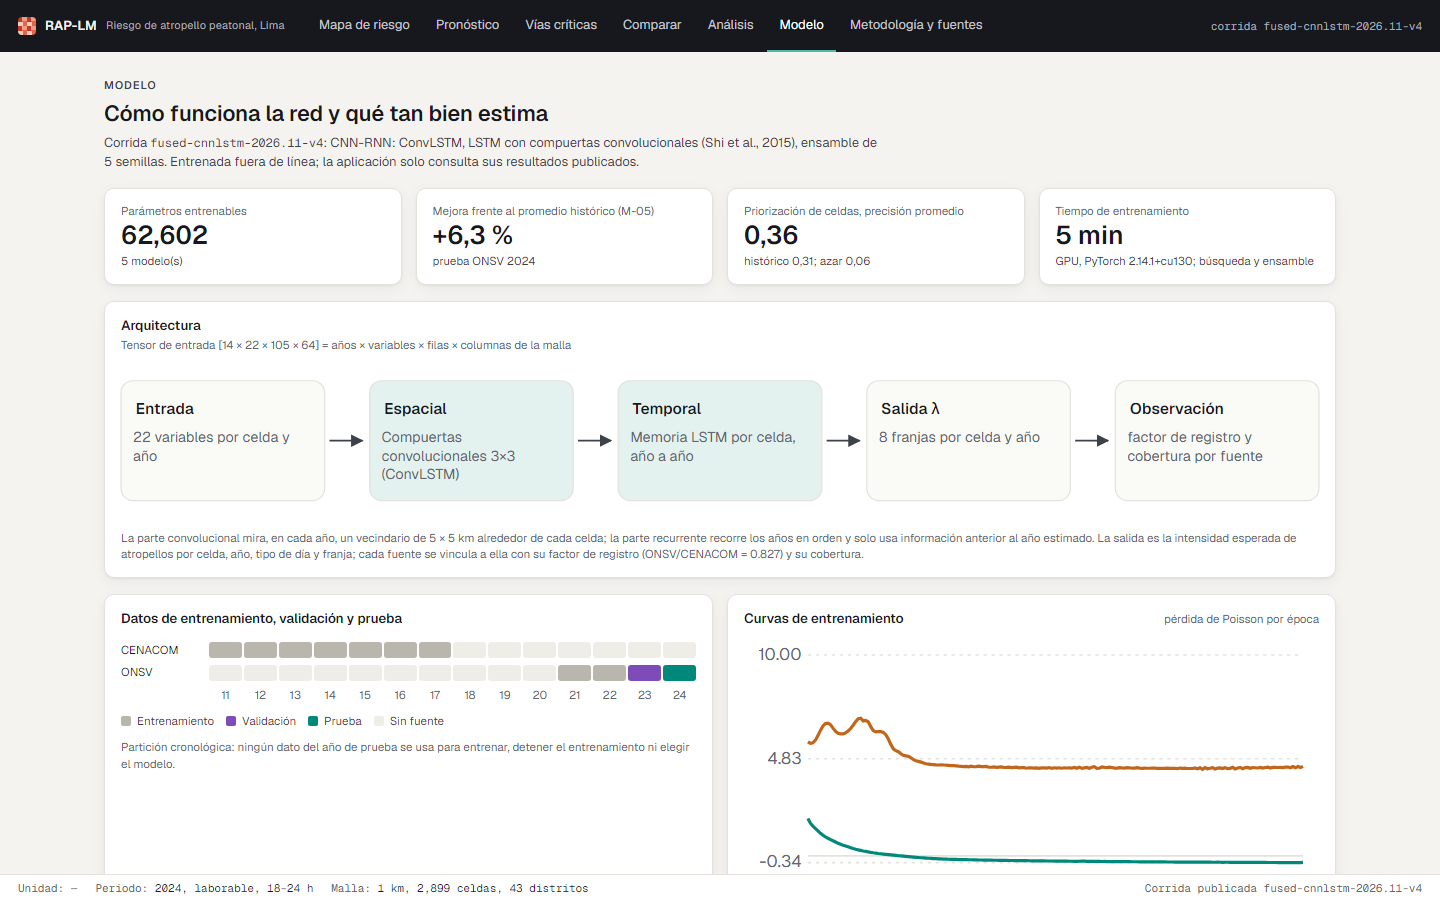 RAP-LM Riesgo de atropello peatonal, Lima Mapa de riesgo Pronóstico Vías críticas Comparar Análisis Modelo Metodología y fuentes corrida fused-cnnlstm-2026.11-v4
MODELO
Cómo funciona la red y qué tan bien estima
Corrida fused-cnnlstm-2026.11-v4: CNN-RNN: ConvLSTM, LSTM con compuertas convolucionales (Shi et al., 2015), ensamble de
5 semillas. Entrenada fuera de línea; la aplicación solo consulta sus resultados publicados.
Parámetros entrenables
62,602
5 modelo(s)
Mejora frente al promedio histórico (M-05)
+6,3 %
prueba ONSV 2024
Priorización de celdas, precisión promedio
0,36
histórico 0,31; azar 0,06
Tiempo de entrenamiento
5 min
GPU, PyTorch 2.14.1+cu130; búsqueda y ensamble
Arquitectura
Tensor de entrada [14 × 22 × 105 × 64] = años × variables × filas × columnas de la malla
Entrada
22 variables por celda y
año
Espacial
Compuertas
convolucionales 3×3
(ConvLSTM)
Temporal
Memoria LSTM por celda,
año a año
Salida λ
8 franjas por celda y año
Observación
factor de registro y
cobertura por fuente
La parte convolucional mira, en cada año, un vecindario de 5 × 5 km alrededor de cada celda; la parte recurrente recorre los años en orden y solo usa información anterior al año estimado. La salida es la intensidad esperada de
atropellos por celda, año, tipo de día y franja; cada fuente se vincula a ella con su factor de registro (ONSV/CENACOM = 0.827) y su cobertura.
Datos de entrenamiento, validación y prueba
CENACOM
ONSV
11 12 13 14 15 16 17 18 19 20 21 22 23 24
Entrenamiento Validación Prueba Sin fuente
Partición cronológica: ningún dato del año de prueba se usa para entrenar, detener el entrenamiento ni elegir
el modelo.
Curvas de entrenamiento pérdida de Poisson por época
10.00
4.83
-0.34
Unidad: — Periodo: 2024, laborable, 18-24 h Malla: 1 km, 2,899 celdas, 43 distritos Corrida publicada fused-cnnlstm-2026.11-v4